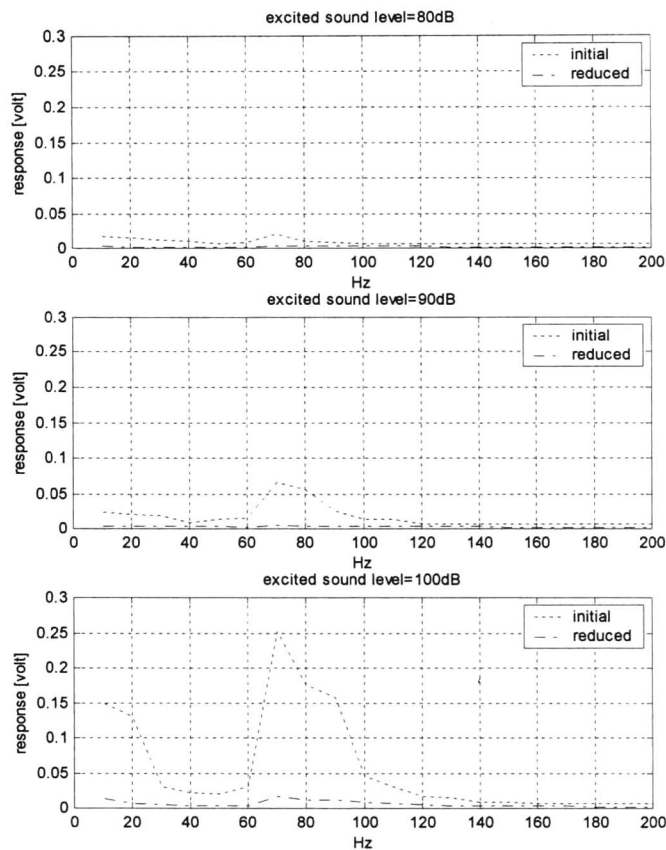 excited sound level=80dB
0.3
0.25
0.2
0.15
0.1
0.05
0
response [volt]
initial
reduced
0 20 40 60 80 100 120 140 160 180 200
Hz
excited sound level=90dB
0.3
0.25
0.2
0.15
0.1
0.05
0
response [volt]
initial
reduced
0 20 40 60 80 100 120 140 160 180 200
Hz
excited sound level=100dB
0.3
0.25
0.2
0.15
0.1
0.05
0
response [volt]
initial
reduced
0 20 40 60 80 100 120 140 160 180 200
Hz